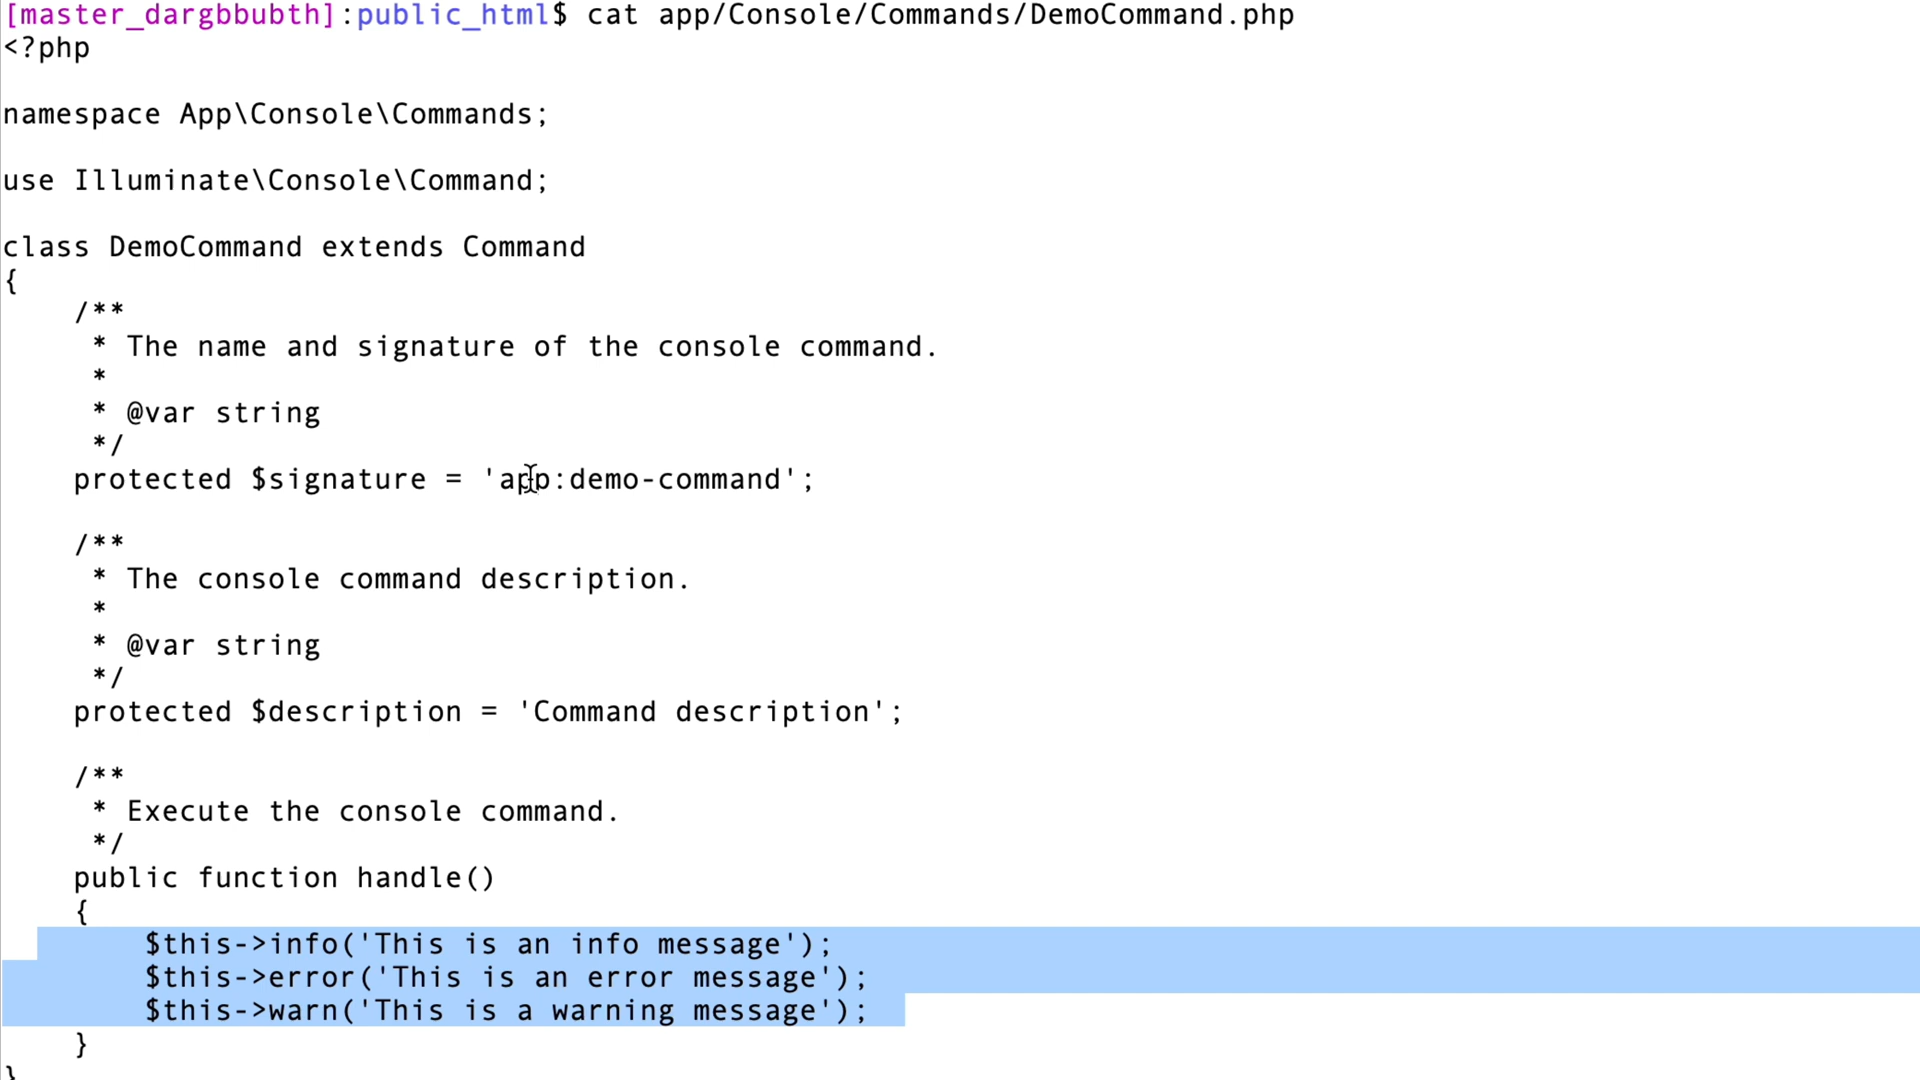 [master_dargbbubth]:public_html$ cat app/Console/Commands/DemoCommand.php
<?php
namespace App\Console\Commands;
use Illuminate\Console\Command;
class DemoCommand extends Command
{
/**
* The name and signature of the console command.
*
* @var string
*/
protected $signature = 'app:demo-command';
/**
* The console command description.
*
* @var string
*/
protected $description = 'Command description';
/**
* Execute the console command.
*/
public function handle()
{
$this->info('This is an info message');
$this->error('This is an error message');
$this->warn('This is a warning message');
}
}